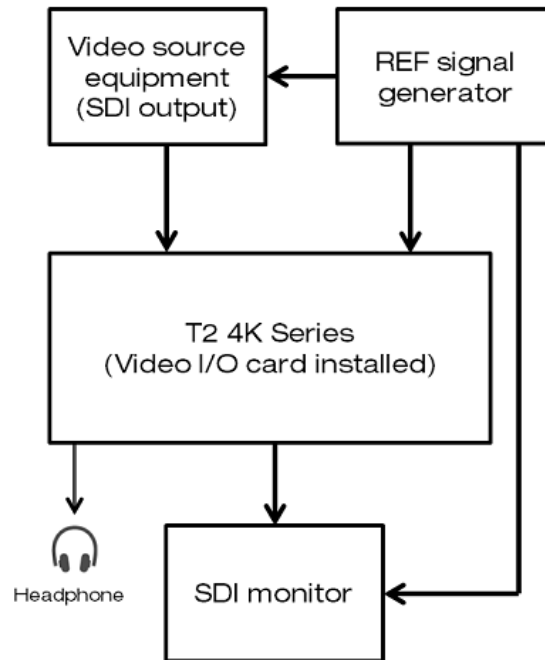 Video source
equipment
(SDI output)
REF signal
generator
T2 4K Series
(Video I/O card installed)
Headphone
SDI monitor